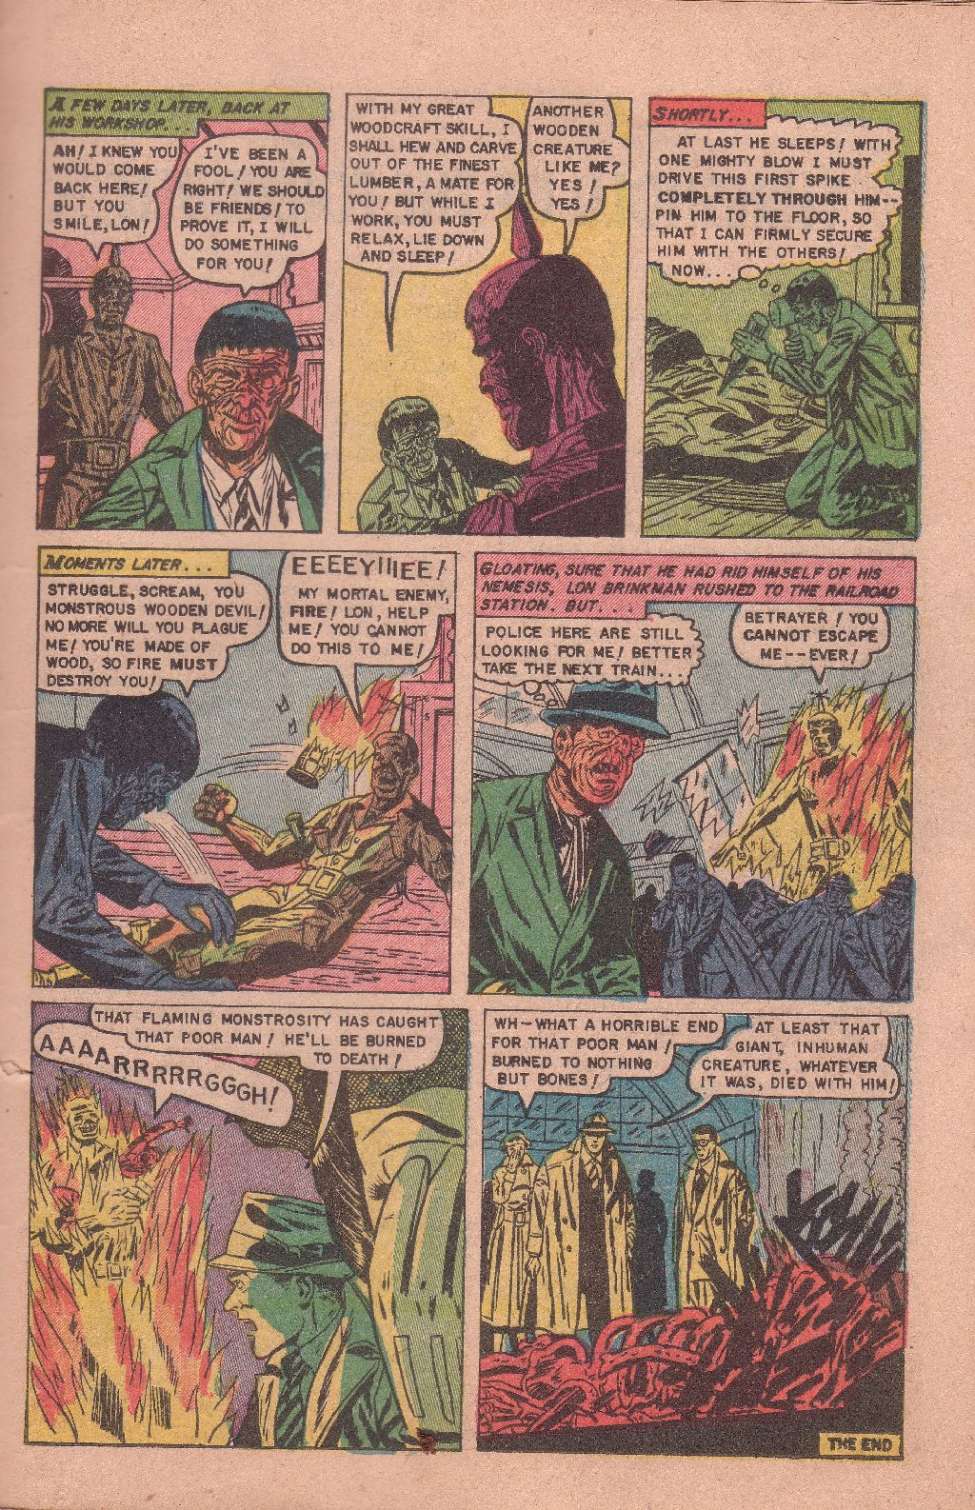 A FEW DAYS LATER, BACK AT
HIS WORKSHOP...
AH! I KNEW YOU
WOULD COME
BACK HERE!
BUT YOU
SMILE, LON!
I'VE BEEN A
FOOL! YOU ARE
RIGHT! WE SHOULD
BE FRIENDS! TO
PROVE IT, I WILL
DO SOMETHING
FOR YOU!
WITH MY GREAT
WOODCRAFT SKILL, I
SHALL HEW AND CARVE
OUT OF THE FINEST
LUMBER, A MATE FOR
YOU! BUT WHILE I
WORK, YOU MUST
RELAX, LIE DOWN
AND SLEEP!
ANOTHER
WOODEN
CREATURE
LIKE ME?
YES!
YES!
SHORTLY...
AT LAST HE SLEEPS! WITH
ONE MIGHTY BLOW I MUST
DRIVE THIS FIRST SPIKE
COMPLETELY THROUGH HIM--
PIN HIM TO THE FLOOR, SO
THAT I CAN FIRMLY SECURE
HIM WITH THE OTHERS!
NOW...
MOMENTS LATER...
STRUGGLE, SCREAM, YOU
MONSTROUS WOODEN DEVIL!
NO MORE WILL YOU PLAGUE
ME! YOU'RE MADE OF
WOOD, SO FIRE MUST
DESTROY YOU!
EEEEYIIIEE!
MY MORTAL ENEMY,
FIRE! LON, HELP
ME! YOU CANNOT
DO THIS TO ME!
GLOATING, SURE THAT HE HAD RID HIMSELF OF HIS
NEMESIS, LON BRINKMAN RUSHED TO THE RAILROAD
STATION. BUT...
POLICE HERE ARE STILL
LOOKING FOR ME! BETTER
TAKE THE NEXT TRAIN...
BETRAYER! YOU
CANNOT ESCAPE
ME--EVER!
AAAARRRRRGGGH!
THAT FLAMING MONSTROSITY HAS CAUGHT
THAT POOR MAN! HE'LL BE BURNED
TO DEATH!
WH-WHAT A HORRIBLE END
FOR THAT POOR MAN!
BURNED TO NOTHING
BUT BONES!
AT LEAST THAT
GIANT, INHUMAN
CREATURE, WHATEVER
IT WAS, DIED WITH HIM!
THE END